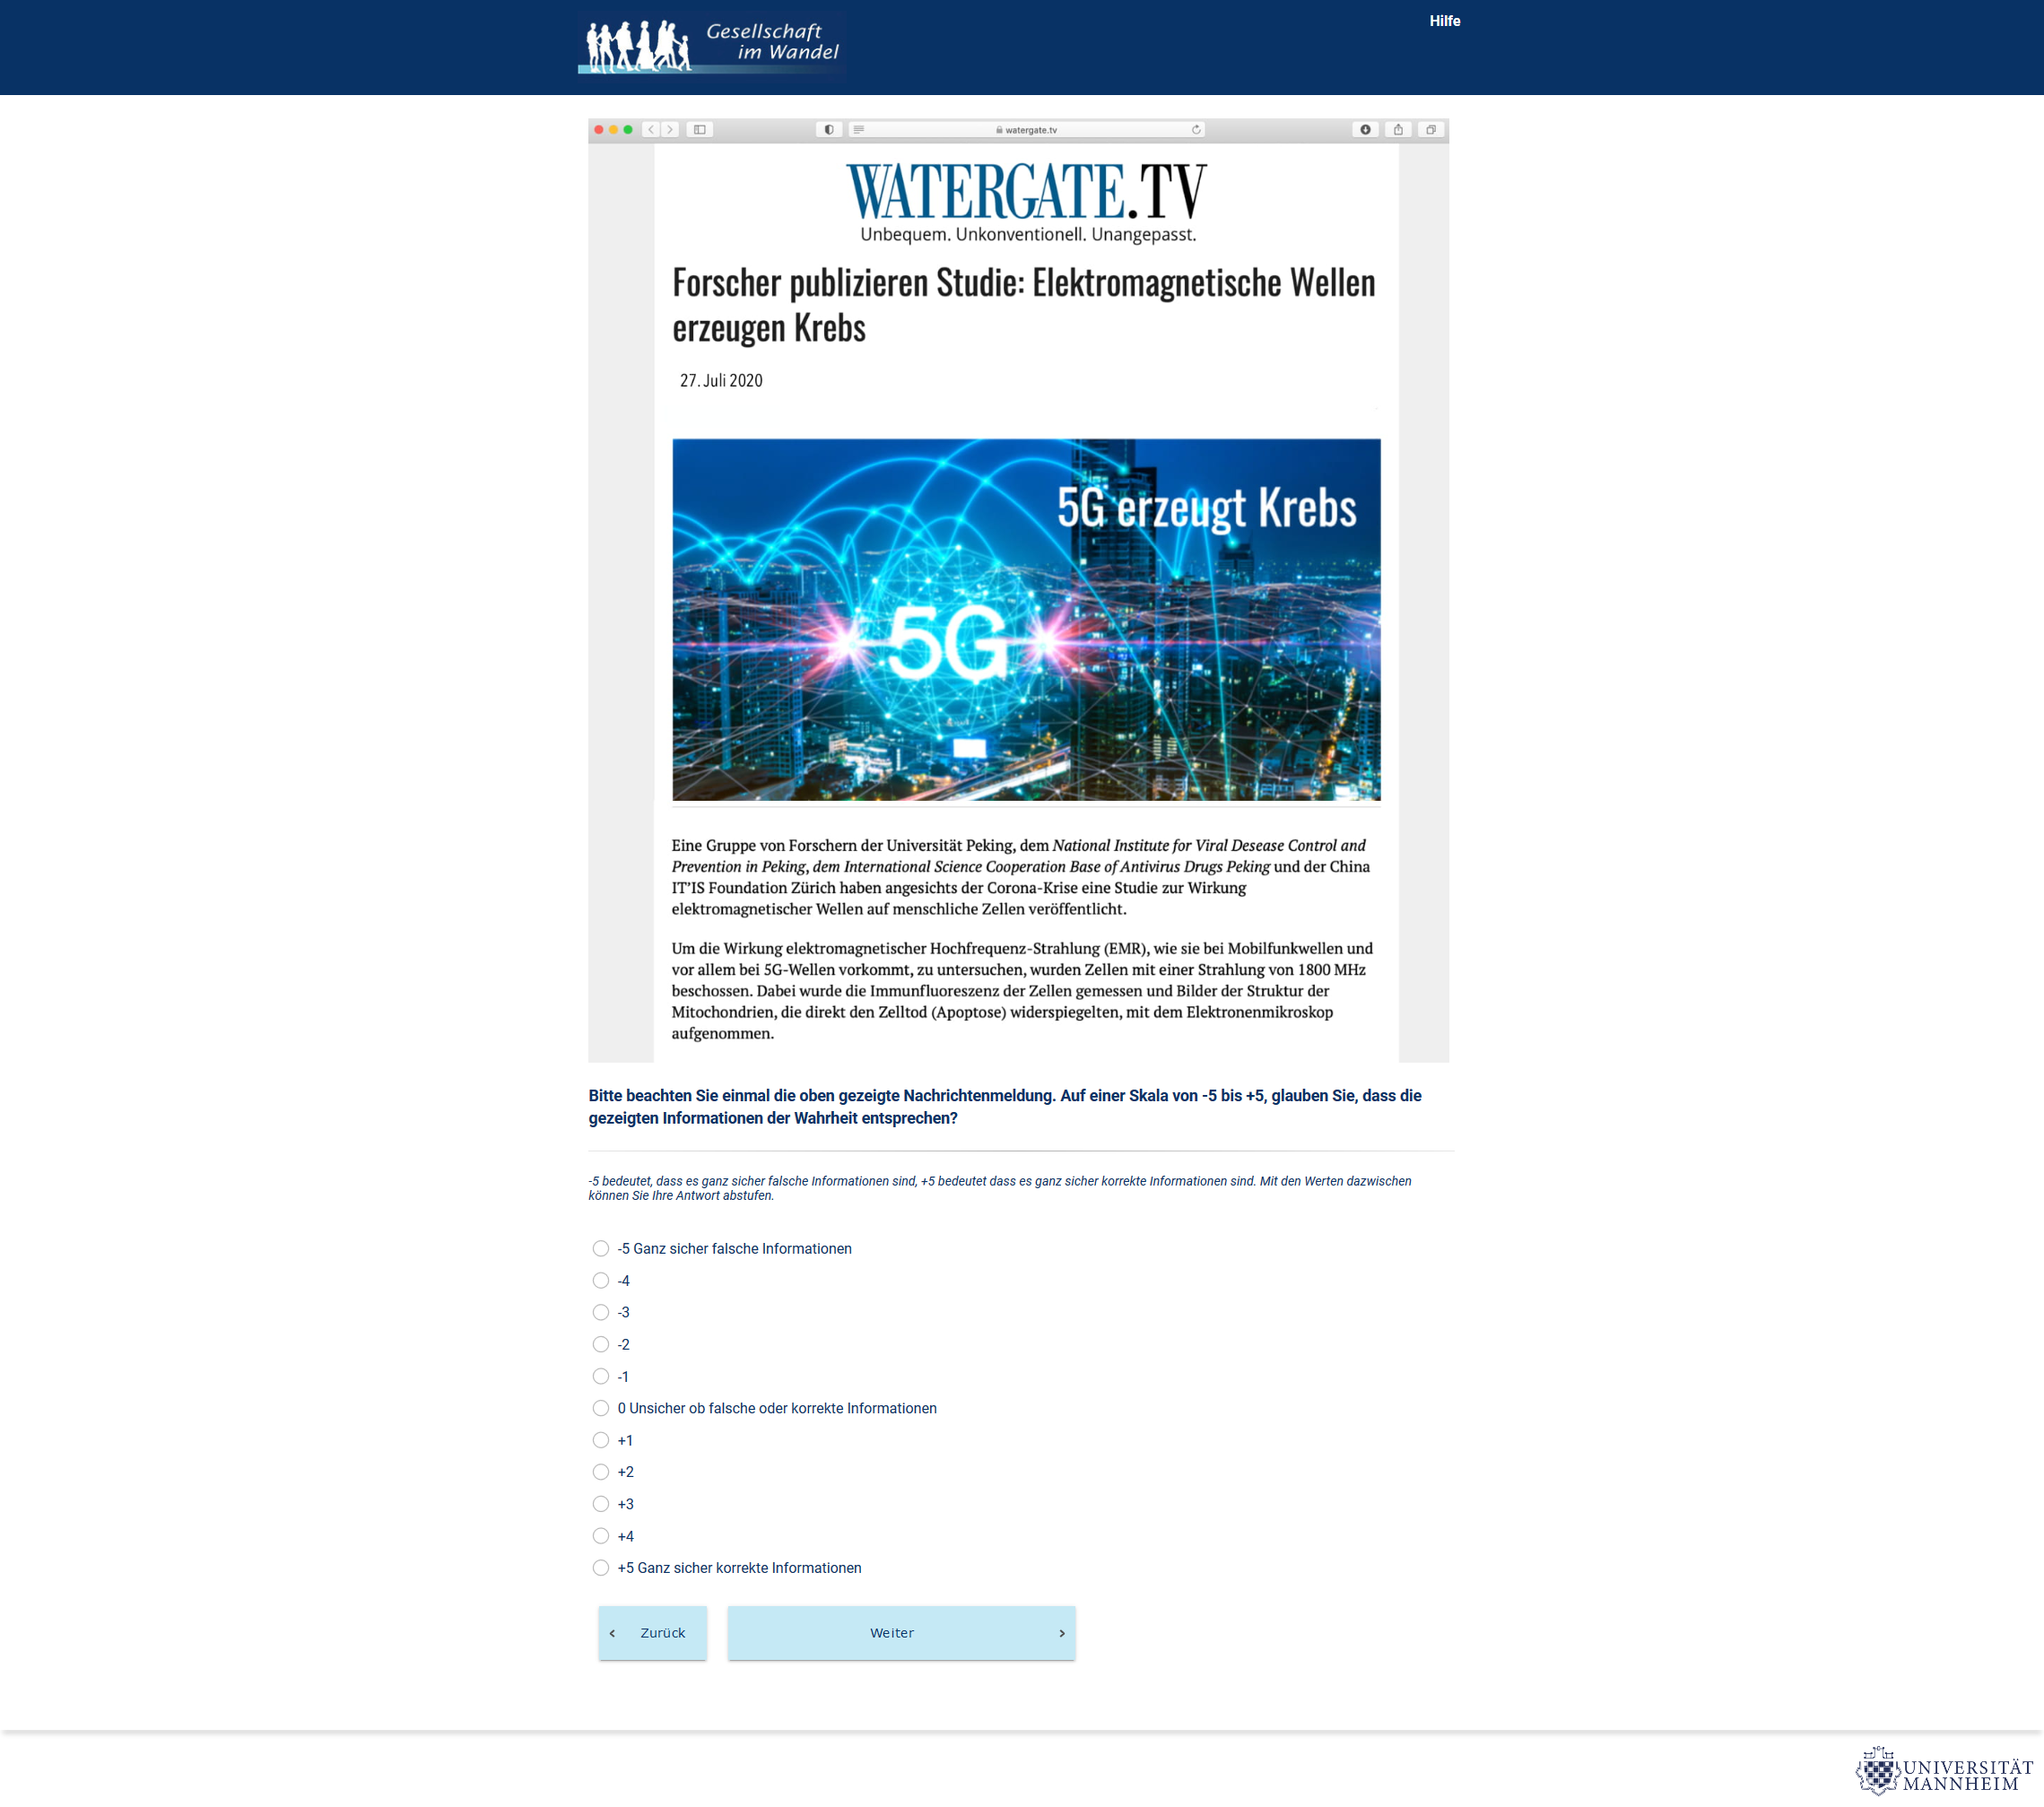 Gesellschaft
im Wandel
Hilfe
watergate.tv
WATERGATE.TV
Unbequem. Unkonventionell. Unangepasst.
Forscher publizieren Studie: Elektromagnetische Wellen
erzeugen Krebs
27. Juli 2020
5G erzeugt Krebs
5G
Eine Gruppe von Forschern der Universität Peking, dem National Institute for Viral Desease Control and
Prevention in Peking, dem International Science Cooperation Base of Antivirus Drugs Peking und der China
IT'IS Foundation Zürich haben angesichts der Corona-Krise eine Studie zur Wirkung
elektromagnetischer Wellen auf menschliche Zellen veröffentlicht.
Um die Wirkung elektromagnetischer Hochfrequenz-Strahlung (EMR), wie sie bei Mobilfunkwellen und
vor allem bei 5G-Wellen vorkommt, zu untersuchen, wurden Zellen mit einer Strahlung von 1800 MHz
beschossen. Dabei wurde die Immunfluoreszenz der Zellen gemessen und Bilder der Struktur der
Mitochondrien, die direkt den Zelltod (Apoptose) widerspiegelten, mit dem Elektronenmikroskop
aufgenommen.
Bitte beachten Sie einmal die oben gezeigte Nachrichtenmeldung. Auf einer Skala von -5 bis +5, glauben Sie, dass die
gezeigten Informationen der Wahrheit entsprechen?
-5 bedeutet, dass es ganz sicher falsche Informationen sind, +5 bedeutet dass es ganz sicher korrekte Informationen sind. Mit den Werten dazwischen
können Sie Ihre Antwort abstufen.
-5 Ganz sicher falsche Informationen
-4
-3
-2
-1
0 Unsicher ob falsche oder korrekte Informationen
+1
+2
+3
+4
+5 Ganz sicher korrekte Informationen
Zurück
Weiter
UNIVERSITÄT
MANNHEIM